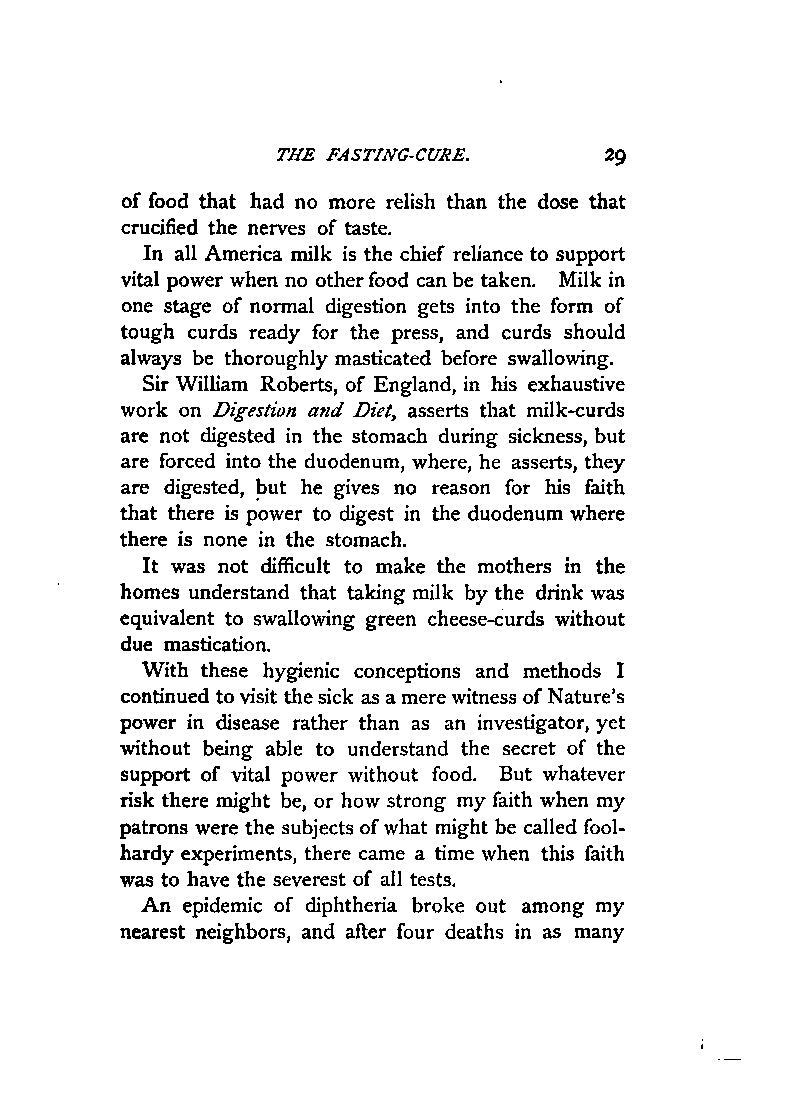 THE FASTING-CURE. 29
of food that had no more relish than the dose that
crucified the nerves of taste.
In all America milk is the chief reliance to support
vital power when no other food can be taken. Milk in
one stage of normal digestion gets into the form of
tough curds ready for the press, and curds should
always be thoroughly masticated before swallowing.
Sir William Roberts, of England, in his exhaustive
work on Digestion and Diet, asserts that milk-curds
are not digested in the stomach during sickness, but
are forced into the duodenum, where, he asserts, they
are digested, but he gives no reason for his faith
that there is power to digest in the duodenum where
there is none in the stomach.
It was not difficult to make the mothers in the
homes understand that taking milk by the drink was
equivalent to swallowing green cheese-curds without
due mastication.
With these hygienic conceptions and methods I
continued to visit the sick as a mere witness of Nature's
power in disease rather than as an investigator, yet
without being able to understand the secret of the
support of vital power without food. But whatever
risk there might be, or how strong my faith when my
patrons were the subjects of what might be called fool-
hardy experiments, there came a time when this faith
was to have the severest of all tests.
An epidemic of diphtheria broke out among my
nearest neighbors, and after four deaths in as many